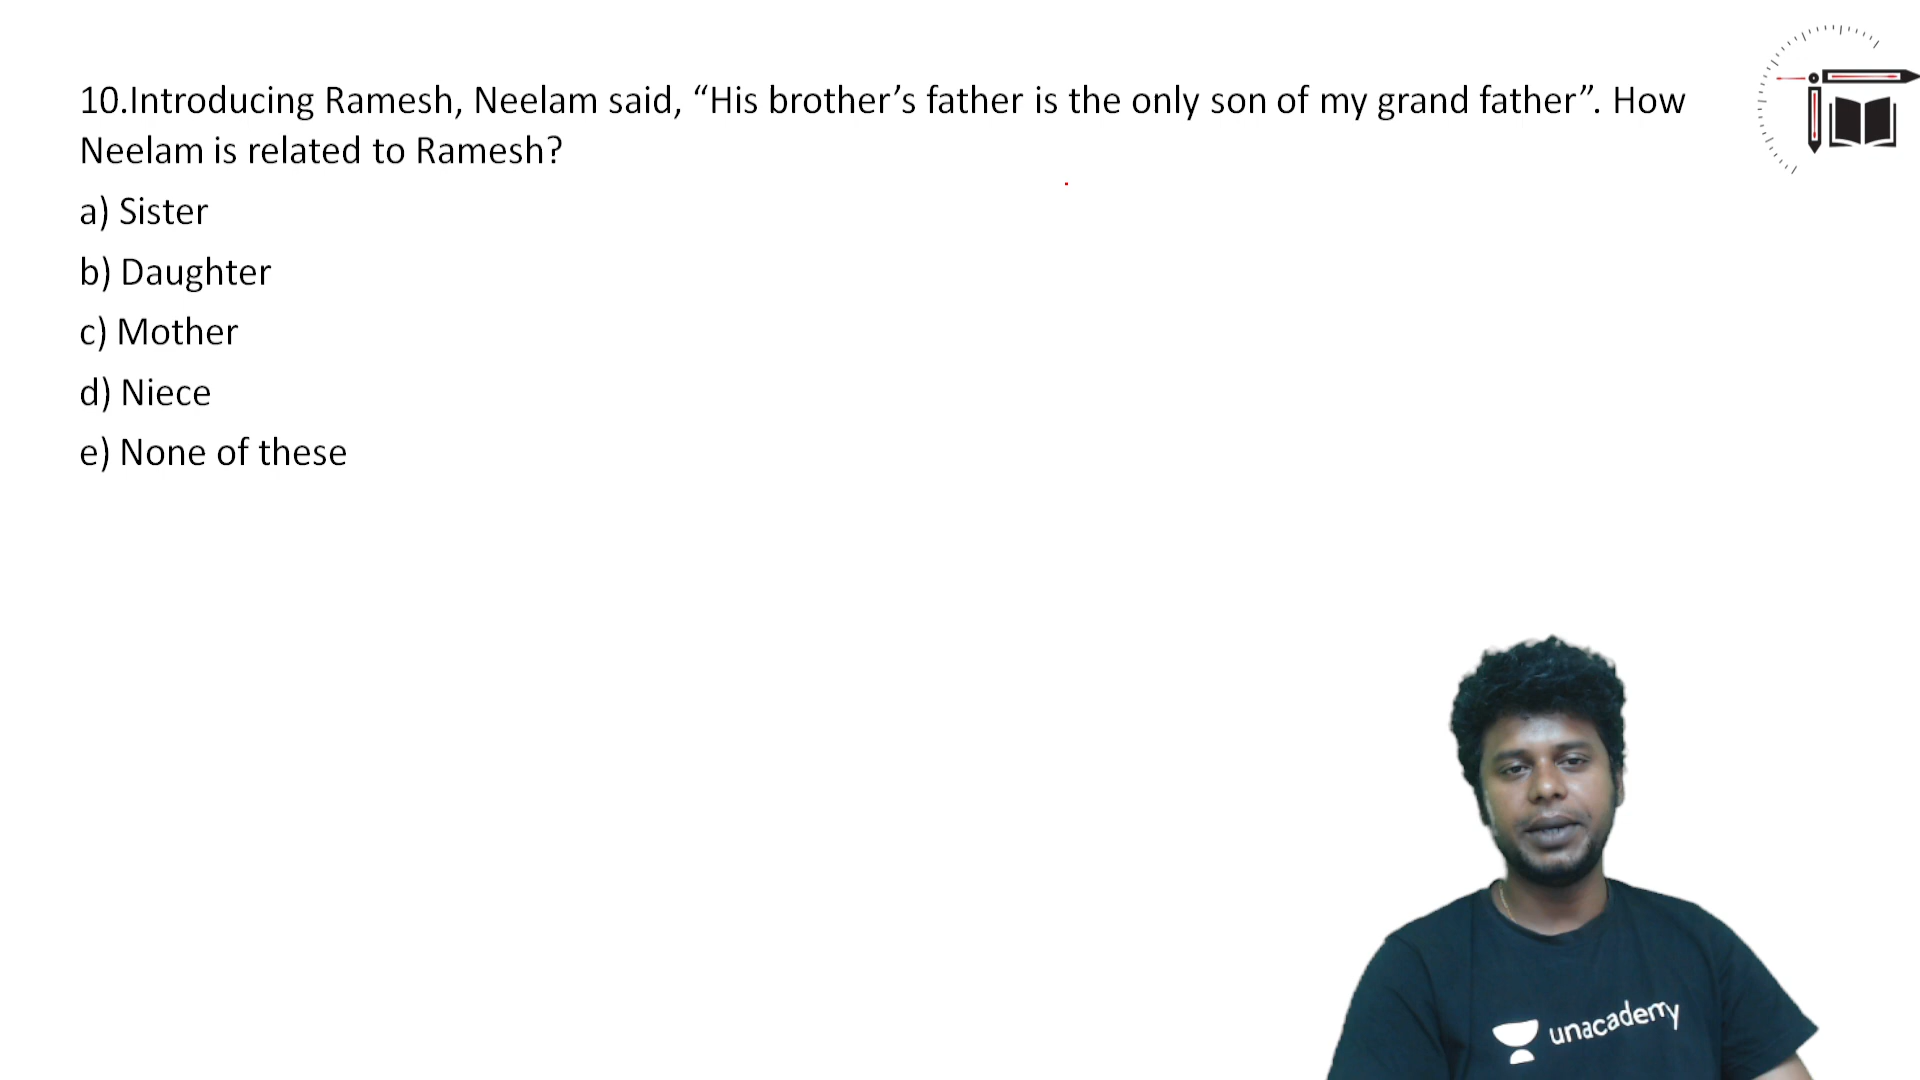 10.Introducing Ramesh, Neelam said, “His brother’s father is the only son of my grand father”. How
Neelam is related to Ramesh?
a) Sister
b) Daughter
c) Mother
d) Niece
e) None of these
unacademy